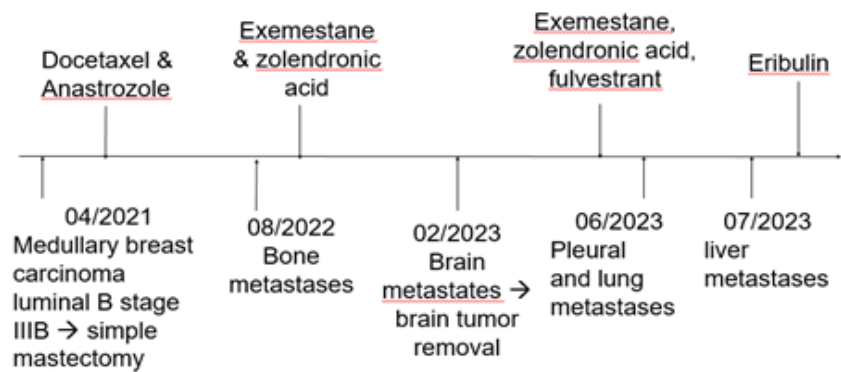 Docetaxel &
Anastrozole
Exemestane
& zolendronic
acid
Exemestane,
zolendronic acid,
fulvestrant
Eribulin
04/2021
Medullary breast
carcinoma
luminal B stage
IIIB → simple
mastectomy
08/2022
Bone
metastases
02/2023
Brain
metastates →
brain tumor
removal
06/2023
Pleural
and lung
metastases
07/2023
liver
metastases